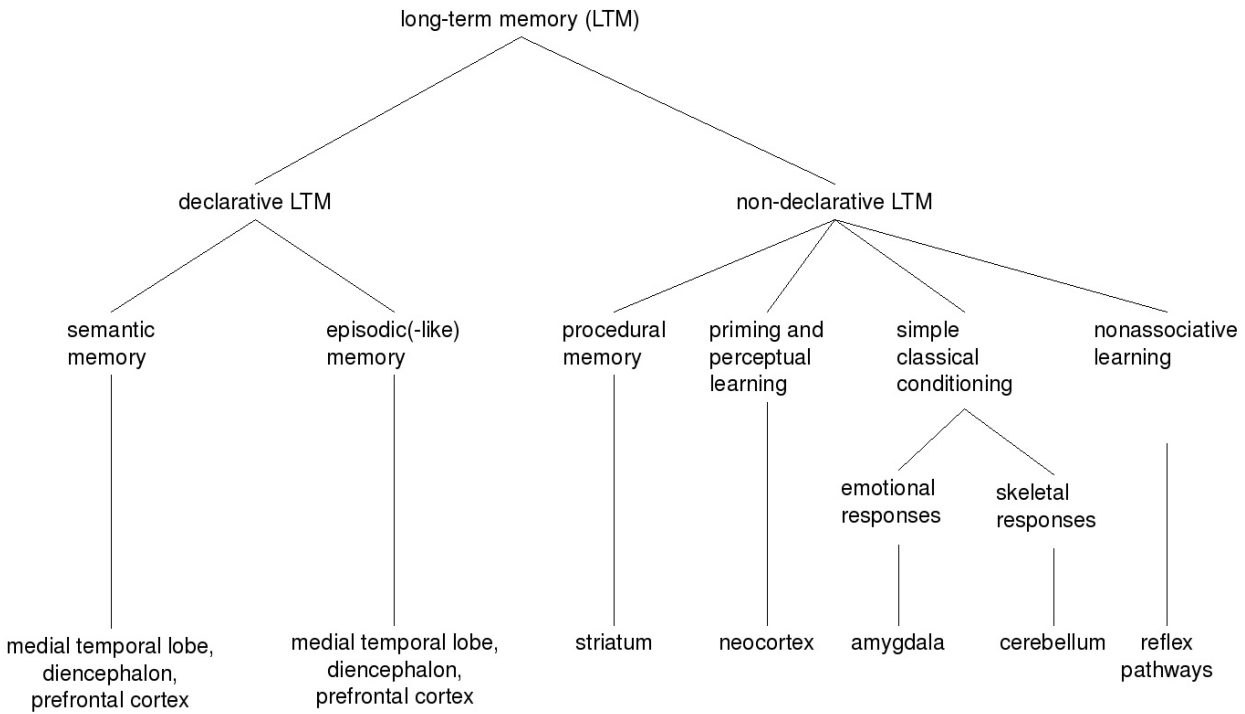 long-term memory (LTM)
declarative LTM
non-declarative LTM
semantic
memory
episodic(-like)
memory
procedural
memory
priming and
perceptual
learning
simple
classical
conditioning
nonassociative
learning
emotional
responses
skeletal
responses
medial temporal lobe,
diencephalon,
prefrontal cortex
medial temporal lobe,
diencephalon,
prefrontal cortex
striatum
neocortex
amygdala
cerebellum
reflex
pathways